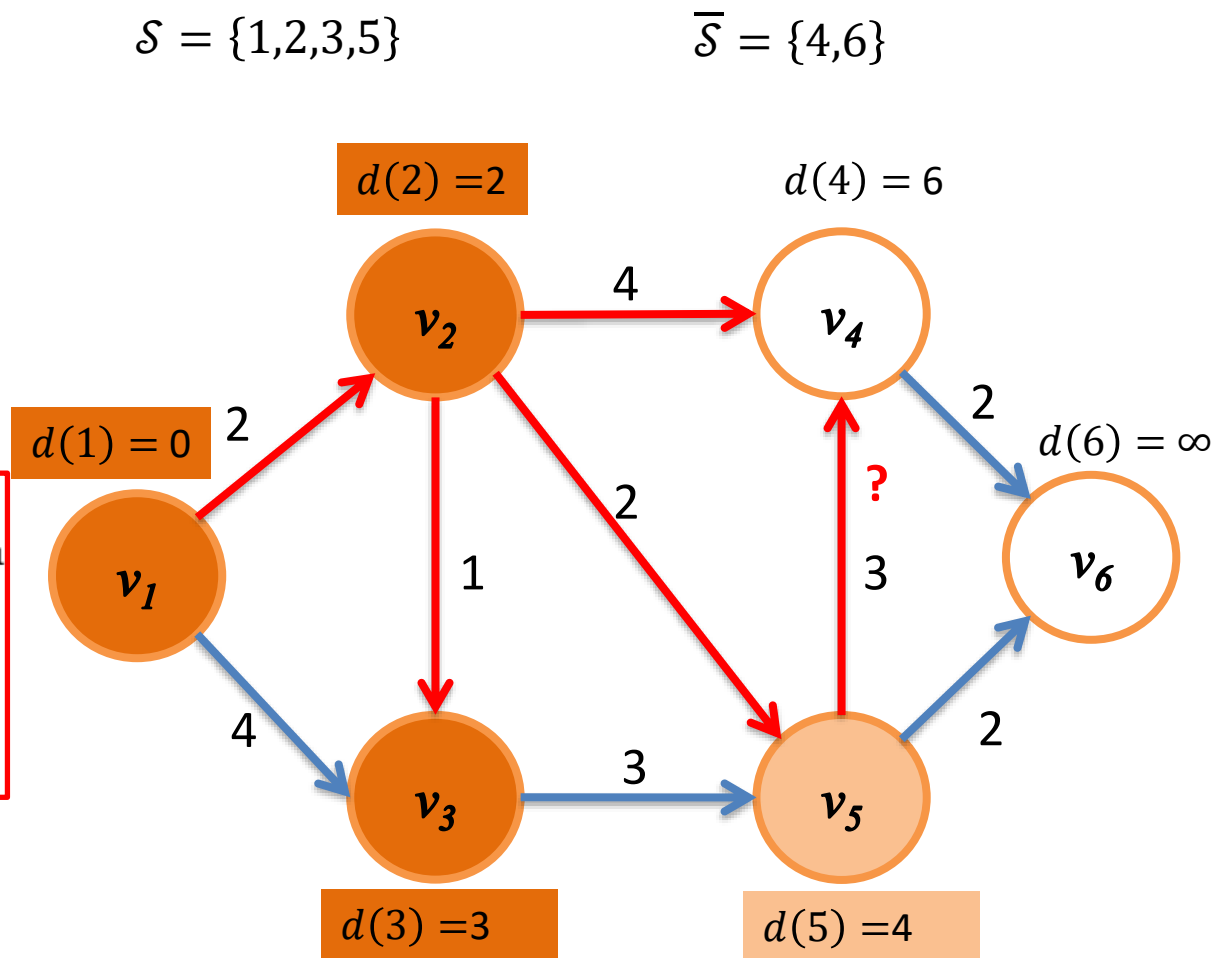 𝒮 = {1,2,3,5}
𝒮̅ = {4,6}
d(2) =2
d(4) = 6
v₂
4
v₄
2
d(1) = 0
2
d(6) = ∞
2
?
v₁
1
3
v₆
4
3
2
v₃
v₅
d(3) =3
d(5) =4